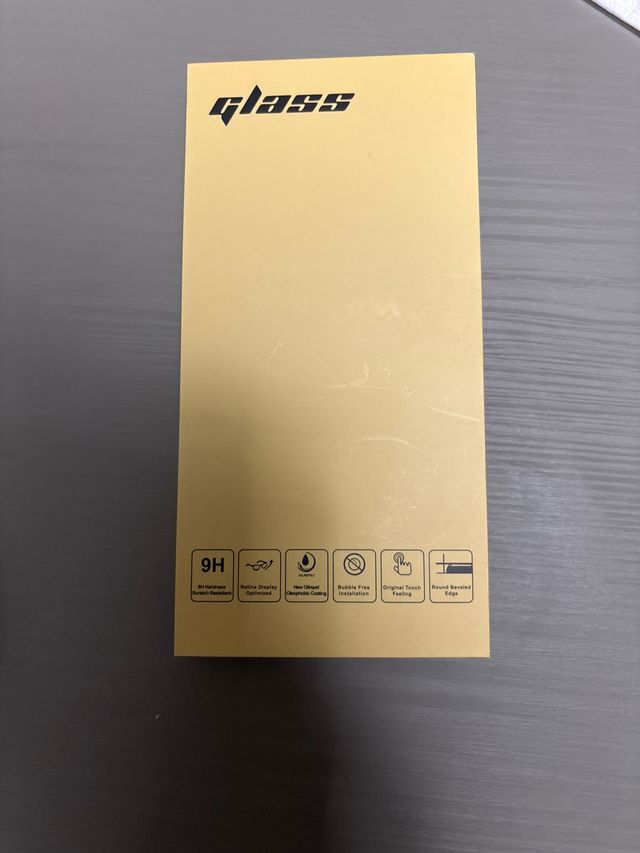 glass
9H
9H Hardness
Scratch Resistant
Retina Display
Optimized
New Oilrepel
Oleophobic Coating
Bubble Free
Installation
Original Touch
Feeling
Round Beveled
Edge